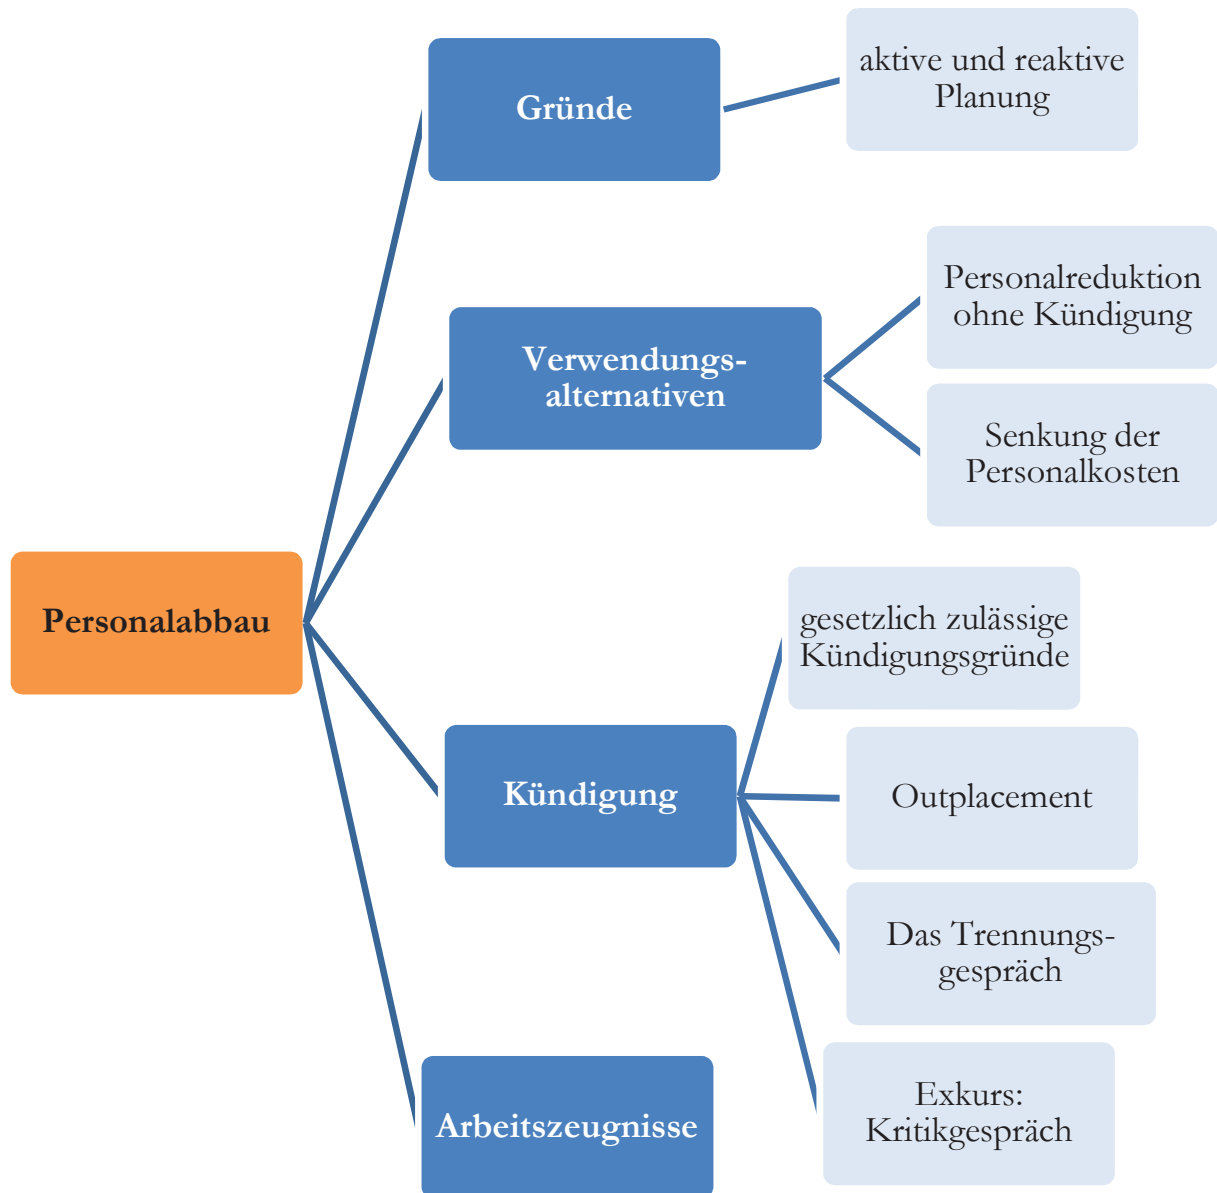 Gründe
aktive und reaktive
Planung
Verwendungs-
alternativen
Personalreduktion
ohne Kündigung
Senkung der
Personalkosten
Personalabbau
Kündigung
gesetzlich zulässige
Kündigungsgründe
Outplacement
Das Trennungs-
gespräch
Exkurs:
Kritikgespräch
Arbeitszeugnisse